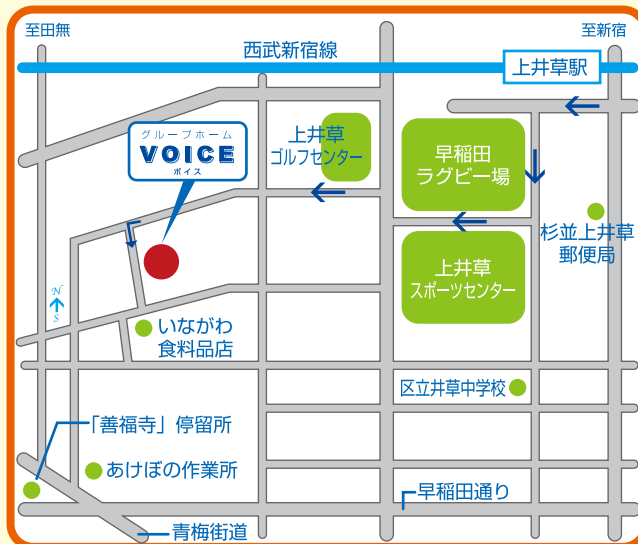 至田無
至新宿
西武新宿線
上井草駅
グループホーム
VOICE
ボイス
上井草
ゴルフセンター
早稲田
ラグビー場
杉並上井草
郵便局
上井草
スポーツセンター
N
S
いながわ
食料品店
区立井草中学校
「善福寺」停留所
あけぼの作業所
早稲田通り
青梅街道